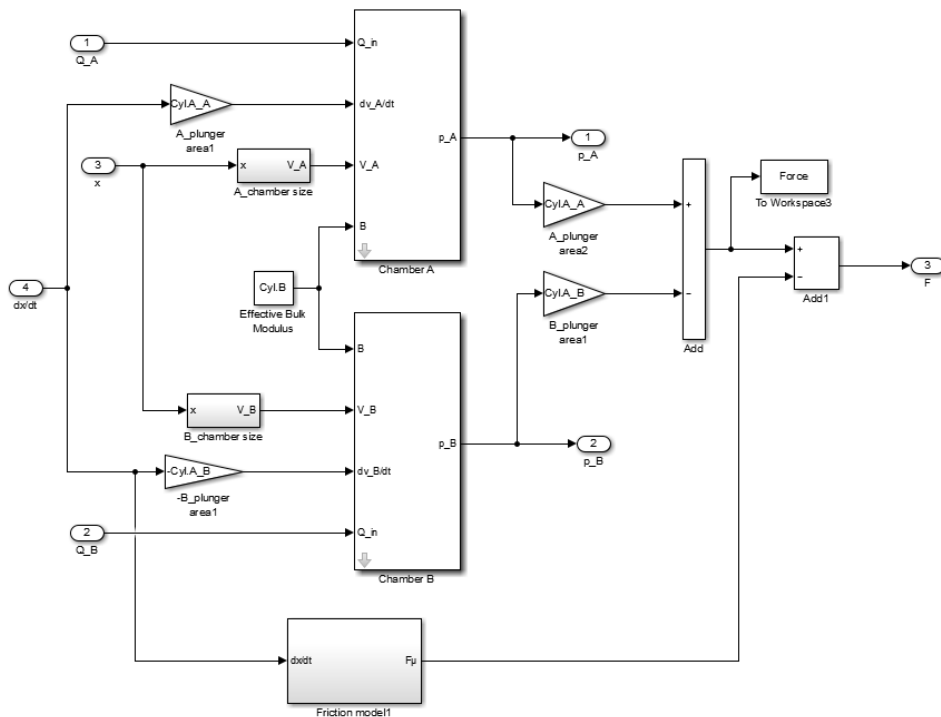 1
Q_A
Cyl.A_A
A_plunger
area1
3
x
x V_A
A_chamber size
Q_in
dv_A/dt
V_A
B
p_A
Chamber A
1
p_A
Cyl.A_A
A_plunger
area2
+
−
Add
Force
To Workspace3
+
−
Add1
3
F
4
dx/dt
Cyl.B
Effective Bulk
Modulus
Cyl.A_B
B_plunger
area1
x V_B
B_chamber size
B
V_B
dv_B/dt
Q_in
p_B
Chamber B
2
p_B
-Cyl.A_B
-B_plunger
area1
2
Q_B
dx/dt Fμ
Friction model1